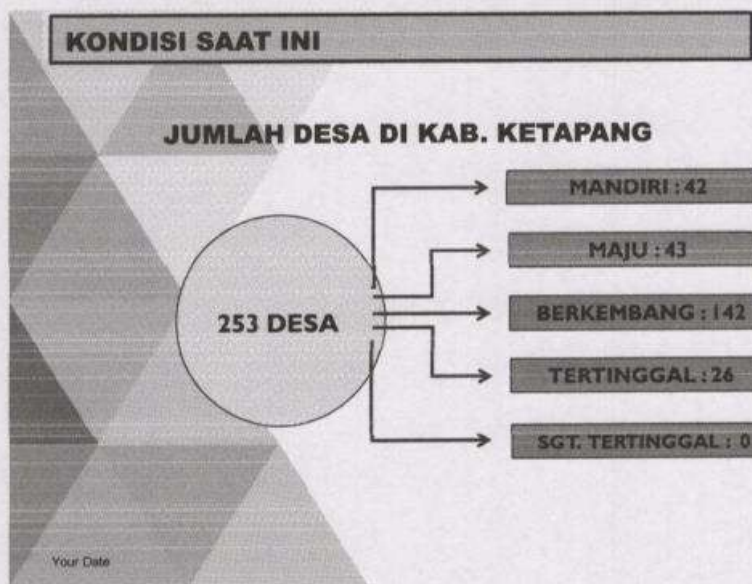 KONDISI SAAT INI
JUMLAH DESA DI KAB. KETAPANG
253 DESA
MANDIRI : 42
MAJU : 43
BERKEMBANG : 142
TERTINGGAL : 26
SGT. TERTINGGAL : 0
Your Date